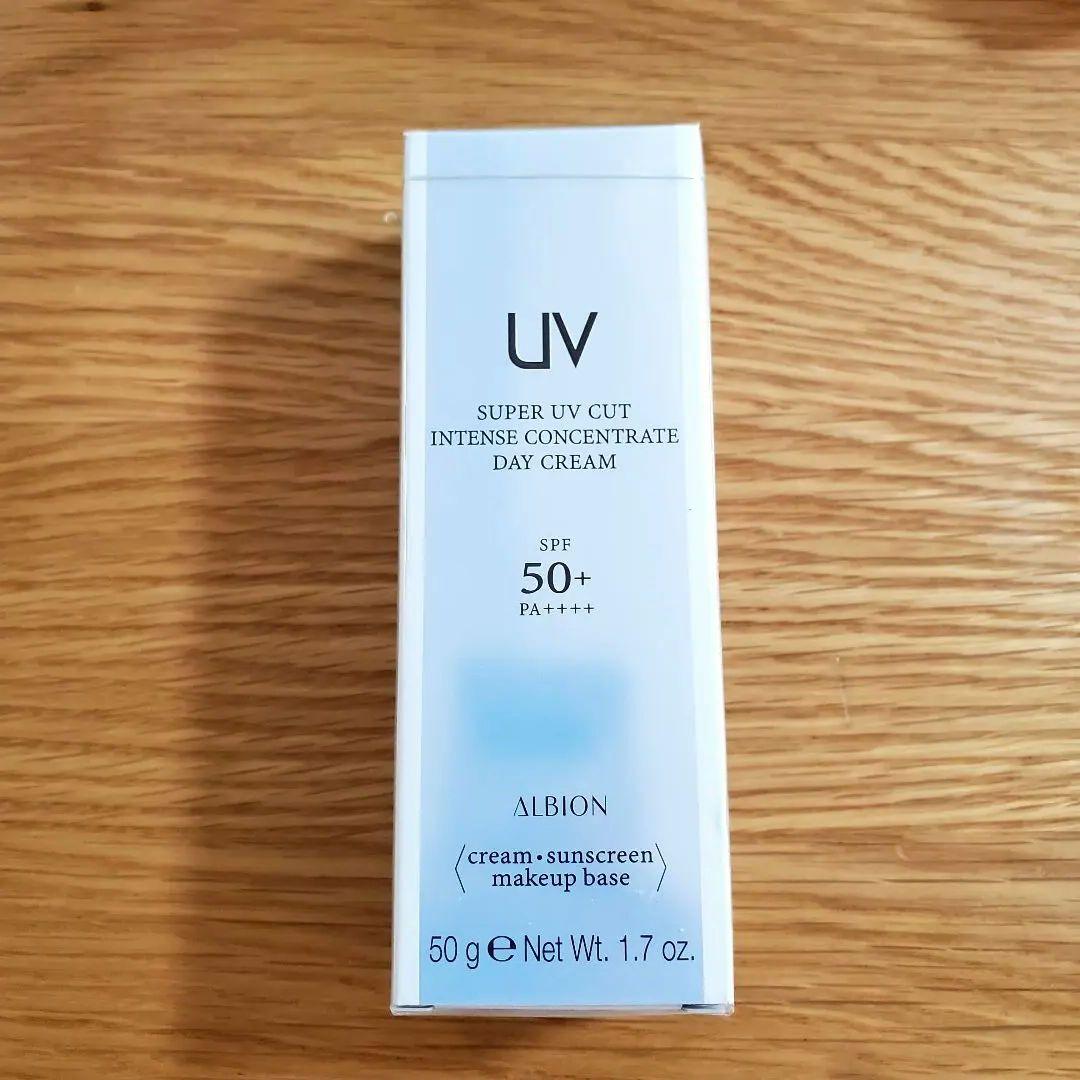 UV
SUPER UV CUT
INTENSE CONCENTRATE
DAY CREAM
SPF
50+
PA++++
ALBION
〈cream・sunscreen
makeup base〉
50 g ℮ Net Wt. 1.7 oz.